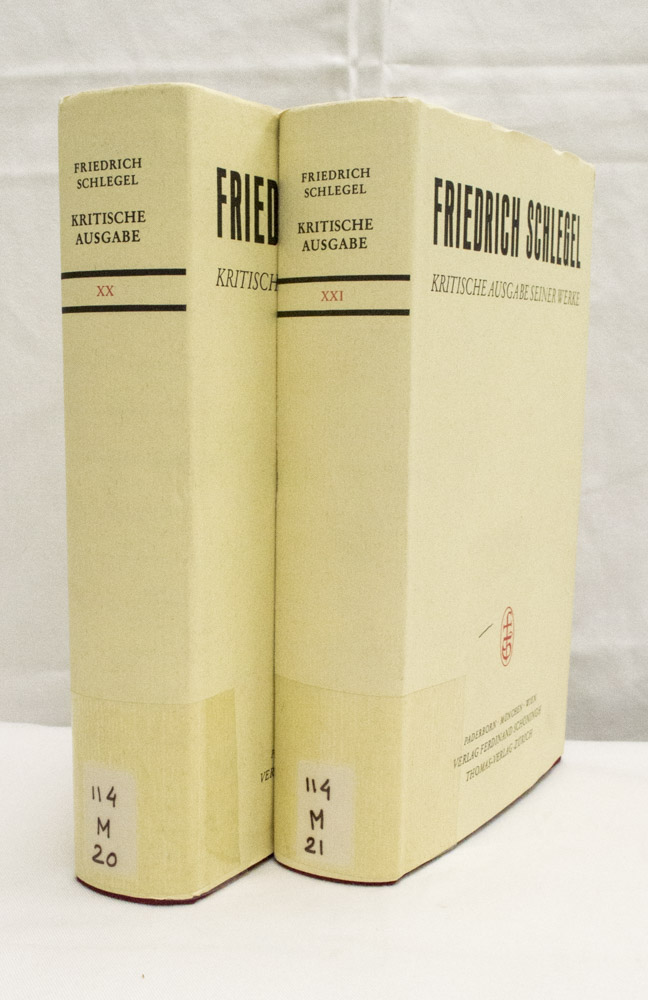 FRIEDRICH
SCHLEGEL
KRITISCHE
AUSGABE
XX
114
M
20
FRIED
KRITISCH
VER
FRIEDRICH
SCHLEGEL
KRITISCHE
AUSGABE
XXI
114
M
21
FRIEDRICH SCHLEGEL
KRITISCHE AUSGABE SEINER WERKE
PADERBORN · MÜNCHEN · WIEN
VERLAG FERDINAND SCHÖNINGH
THOMAS-VERLAG · ZÜRICH